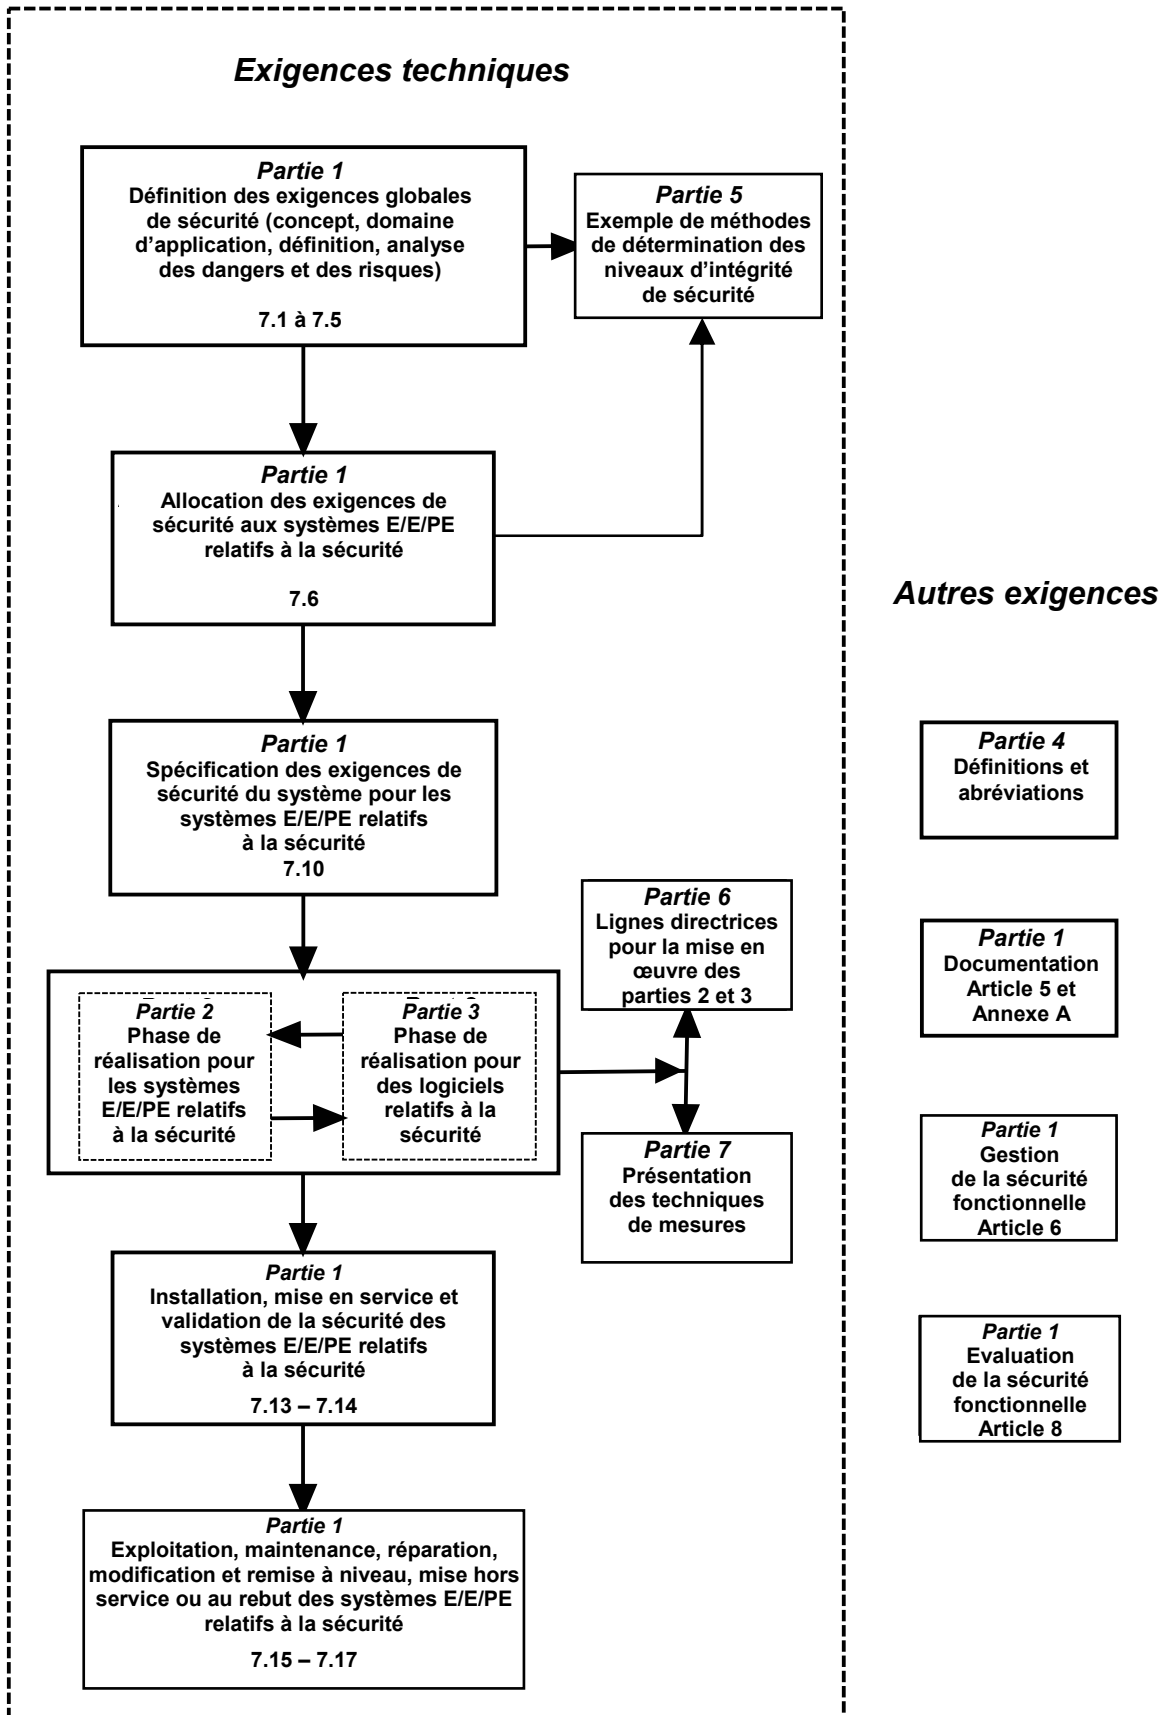 Exigences techniques
Partie 1
Définition des exigences globales
de sécurité (concept, domaine
d'application, définition, analyse
des dangers et des risques)
7.1 à 7.5
Partie 5
Exemple de méthodes
de détermination des
niveaux d'intégrité
de sécurité
Partie 1
Allocation des exigences de
sécurité aux systèmes E/E/PE
relatifs à la sécurité
7.6
Partie 1
Spécification des exigences de
sécurité du système pour les
systèmes E/E/PE relatifs
à la sécurité
7.10
Partie 6
Lignes directrices
pour la mise en
œuvre des
parties 2 et 3
Partie 2
Phase de
réalisation pour
les systèmes
E/E/PE relatifs
à la sécurité
Partie 3
Phase de
réalisation pour
des logiciels
relatifs à la
sécurité
Partie 7
Présentation
des techniques
de mesures
Partie 1
Installation, mise en service et
validation de la sécurité des
systèmes E/E/PE relatifs
à la sécurité
7.13 – 7.14
Partie 1
Exploitation, maintenance, réparation,
modification et remise à niveau, mise hors
service ou au rebut des systèmes E/E/PE
relatifs à la sécurité
7.15 – 7.17
Autres exigences
Partie 4
Définitions et
abréviations
Partie 1
Documentation
Article 5 et
Annexe A
Partie 1
Gestion
de la sécurité
fonctionnelle
Article 6
Partie 1
Evaluation
de la sécurité
fonctionnelle
Article 8